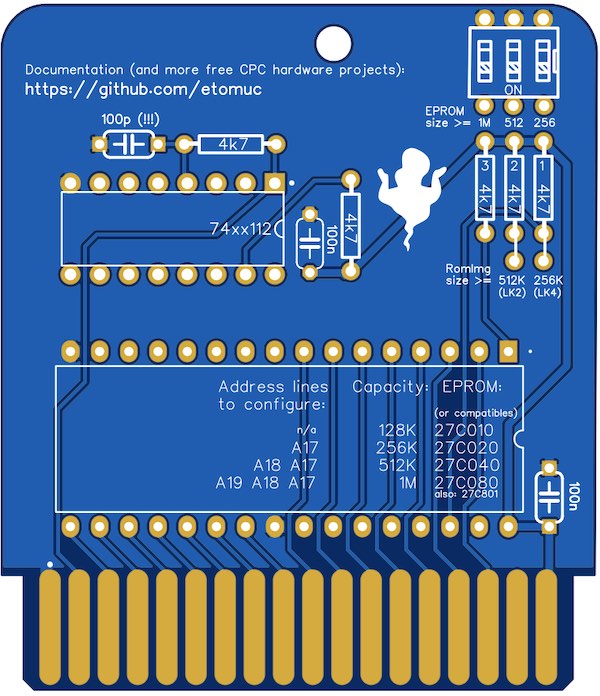 Documentation (and more free CPC hardware projects):
https://github.com/etomuc
ON
100p (!!!)
EPROM
size >= 1M 512 256
4k7
3 2 1
4k7 4k7 4k7
74xx112
100n
4k7
RomImg
size >= 512K 256K
(LK2) (LK4)
Address lines Capacity: EPROM:
to configure:
(or compatibles)
n/a 128K 27C010
A17 256K 27C020
A18 A17 512K 27C040
A19 A18 A17 1M 27C080
also: 27C801
100n